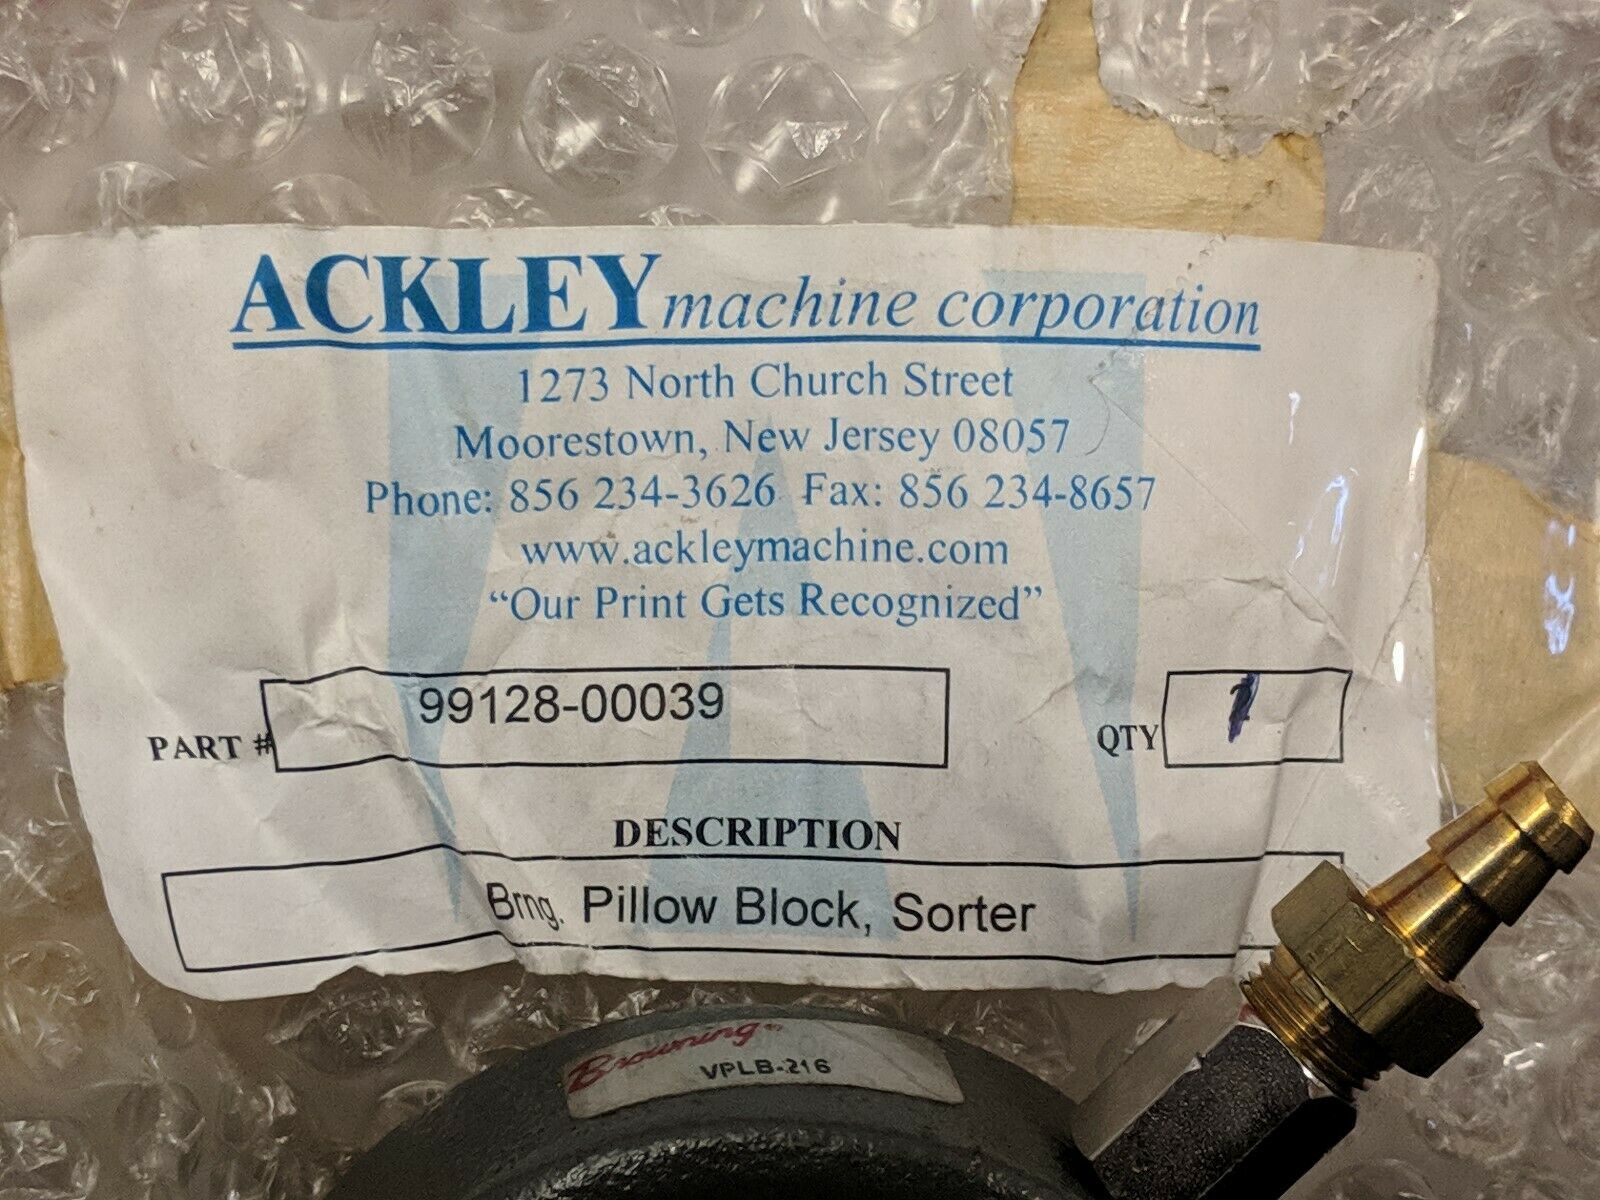 ACKLEY machine corporation
1273 North Church Street
Moorestown, New Jersey 08057
Phone: 856 234-3626 Fax: 856 234-8657
www.ackleymachine.com
“Our Print Gets Recognized”
PART # 99128-00039 QTY 1
DESCRIPTION
Brng. Pillow Block, Sorter
Browning
VPLB-216